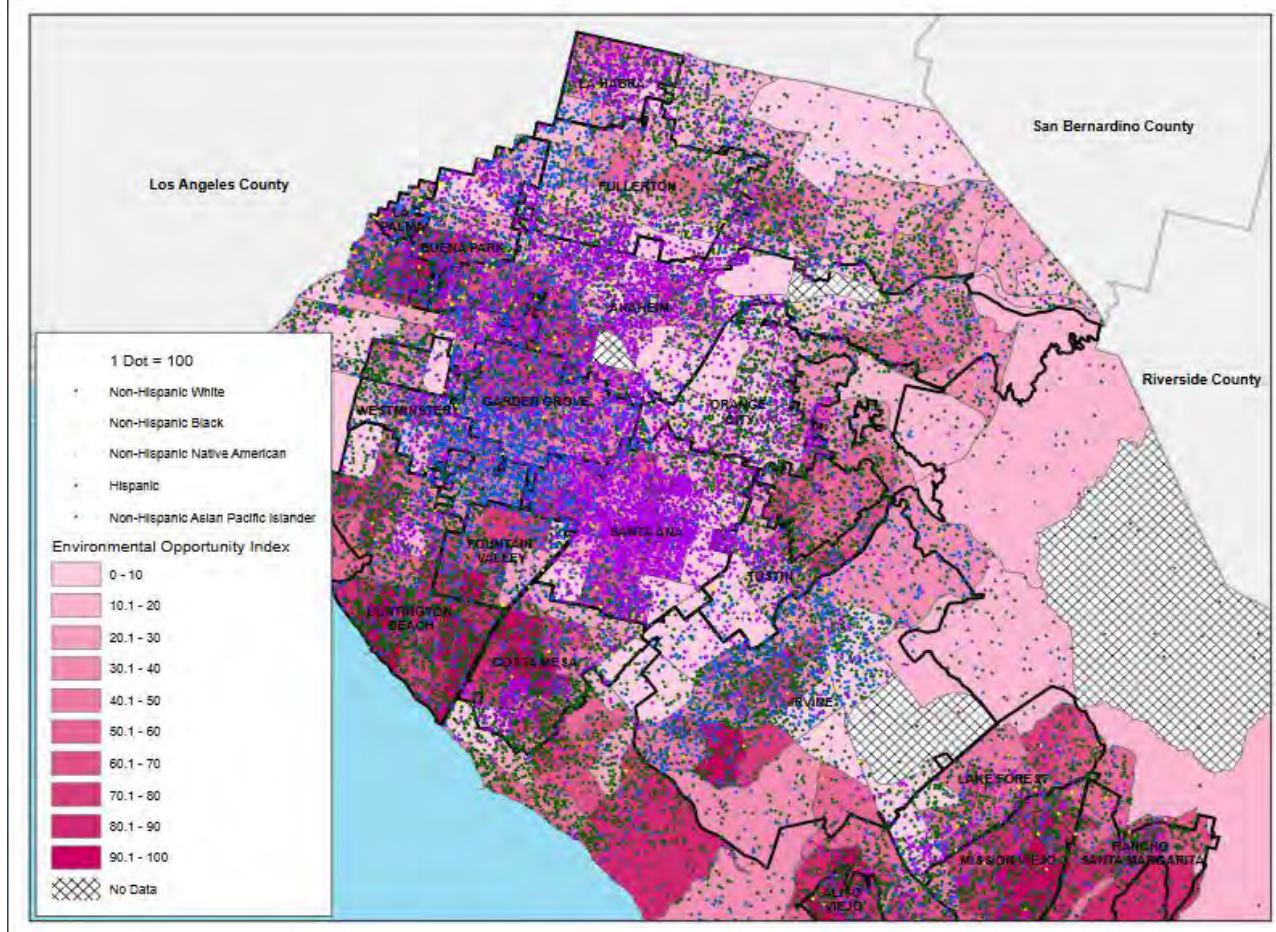 San Bernardino County
Los Angeles County
Riverside County
LA HABRA
FULLERTON
LA
PALMA
BUENA PARK
ANAHEIM
WESTMINSTER
GARDEN GROVE
ORANGE
CITY
SANTA ANA
FOUNTAIN
VALLEY
TUSTIN
HUNTINGTON
BEACH
COSTA MESA
IRVINE
LAKE FOREST
MISSION VIEJO
RANCHO
SANTA MARGARITA
ALISO
VIEJO
1 Dot = 100
Non-Hispanic White
Non-Hispanic Black
Non-Hispanic Native American
Hispanic
Non-Hispanic Asian Pacific Islander
Environmental Opportunity Index
0 - 10
10.1 - 20
20.1 - 30
30.1 - 40
40.1 - 50
50.1 - 60
60.1 - 70
70.1 - 80
80.1 - 90
90.1 - 100
No Data